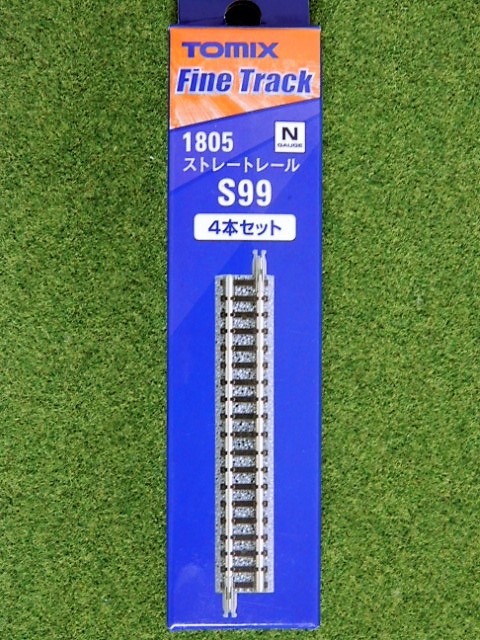 TOMIX
Fine Track
1805
N
GAUGE
ストレートレール
S99
4本セット